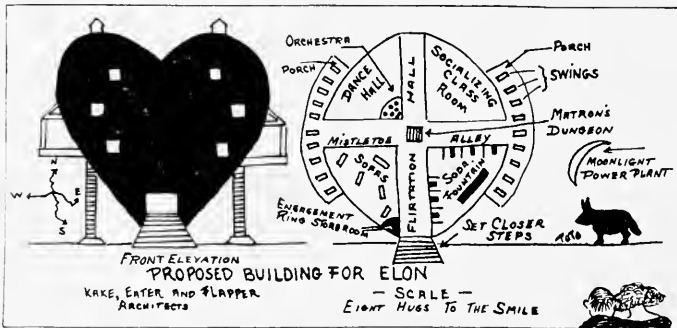 ORCHESTRA
PORCH
DANCE HALL
HALL
SOCIALIZING CLASS ROOM
PORCH
SWINGS
MATRON'S DUNGEON
MISTLETOE
ALLEY
SOFAS
FLIRTATION
SODA FOUNTAIN
MOONLIGHT POWER PLANT
ENGAGEMENT RING STOREROOM
SET CLOSER STEPS
N
W
E
S
FRONT ELEVATION
PROPOSED BUILDING FOR ELON
KAKE, EATER AND FLAPPER
ARCHITECTS
— SCALE —
EIGHT HUGS TO THE SMILE